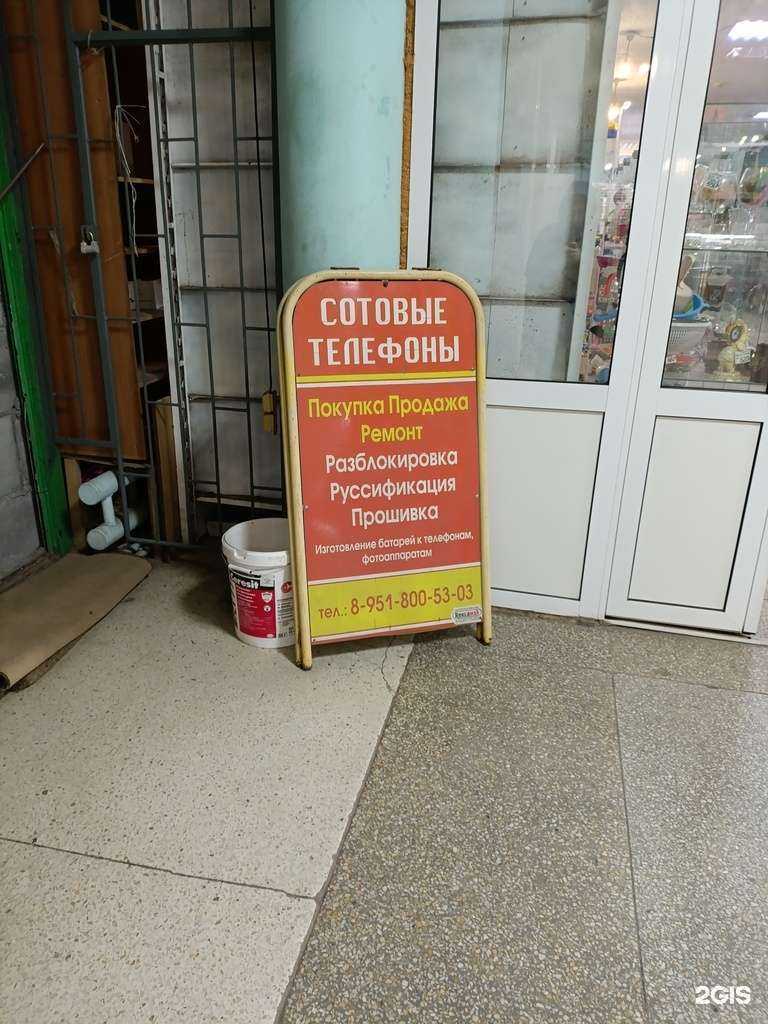 СОТОВЫЕ
ТЕЛЕФОНЫ
Покупка Продажа
Ремонт
Разблокировка
Руссификация
Прошивка
Изготовление батарей к телефонам,
фотоаппаратам
тел.: 8-951-800-53-03
Ceresit
2GIS